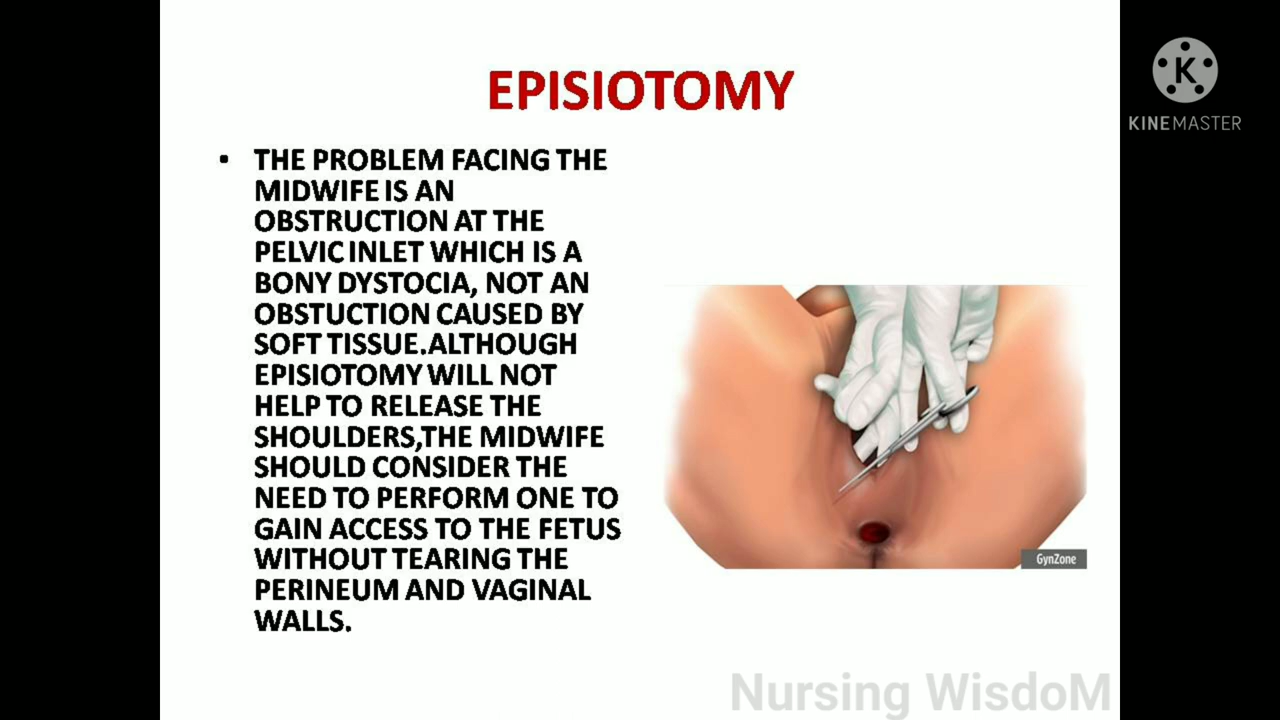 EPISIOTOMY
• THE PROBLEM FACING THE
MIDWIFE IS AN
OBSTRUCTION AT THE
PELVIC INLET WHICH IS A
BONY DYSTOCIA, NOT AN
OBSTUCTION CAUSED BY
SOFT TISSUE.ALTHOUGH
EPISIOTOMY WILL NOT
HELP TO RELEASE THE
SHOULDERS,THE MIDWIFE
SHOULD CONSIDER THE
NEED TO PERFORM ONE TO
GAIN ACCESS TO THE FETUS
WITHOUT TEARING THE
PERINEUM AND VAGINAL
WALLS.
GynZone
K
KINEMASTER
Nursing WisdoM